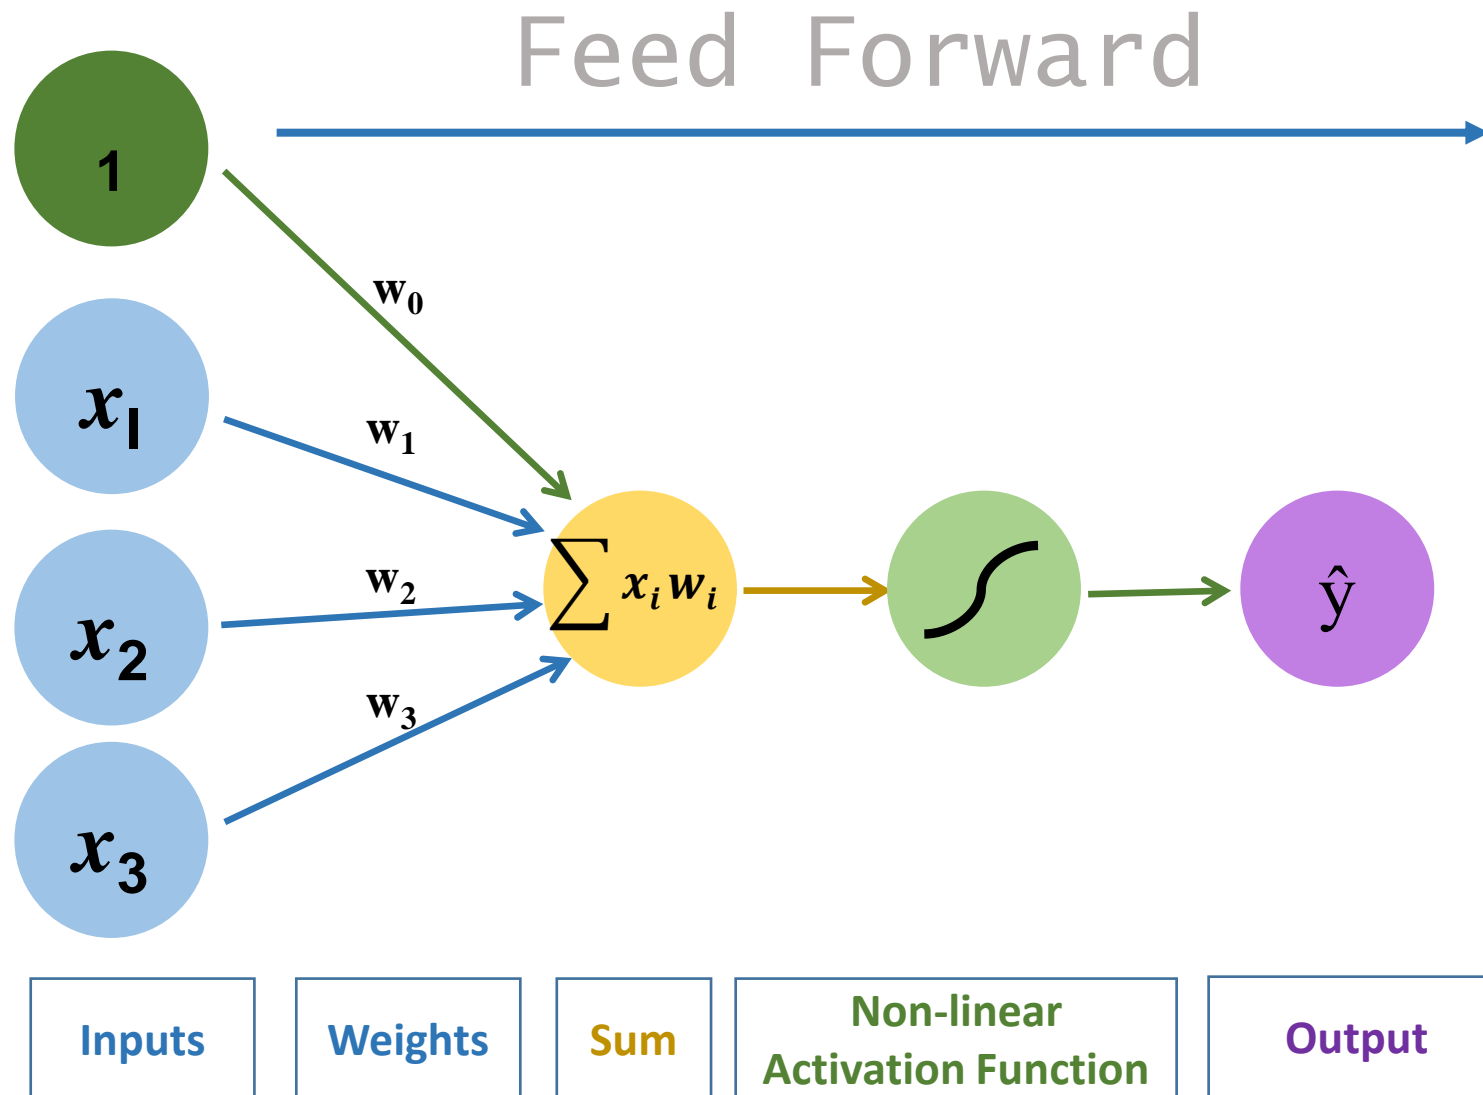 Feed Forward
1
w₀
x₁
w₁
x₂
w₂
x₃
w₃
∑ xᵢ wᵢ
ŷ
Inputs
Weights
Sum
Non-linear
Activation Function
Output